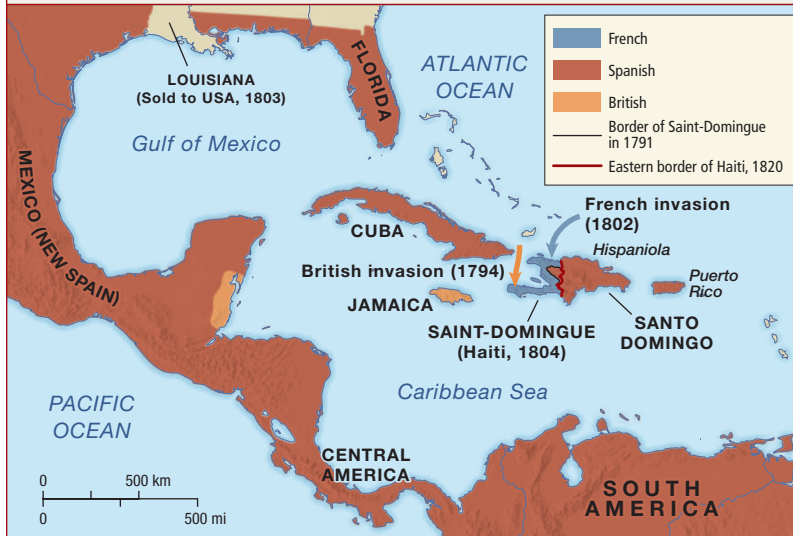 LOUISIANA
(Sold to USA, 1803)
FLORIDA
ATLANTIC
OCEAN
French
Spanish
British
Border of Saint-Domingue
in 1791
Eastern border of Haiti, 1820
Gulf of Mexico
MEXICO (NEW SPAIN)
French invasion
(1802)
CUBA
Hispaniola
British invasion (1794)
Puerto
Rico
JAMAICA
SAINT-DOMINGUE
(Haiti, 1804)
SANTO
DOMINGO
Caribbean Sea
PACIFIC
OCEAN
CENTRAL
AMERICA
SOUTH
AMERICA
0 500 km
0 500 mi